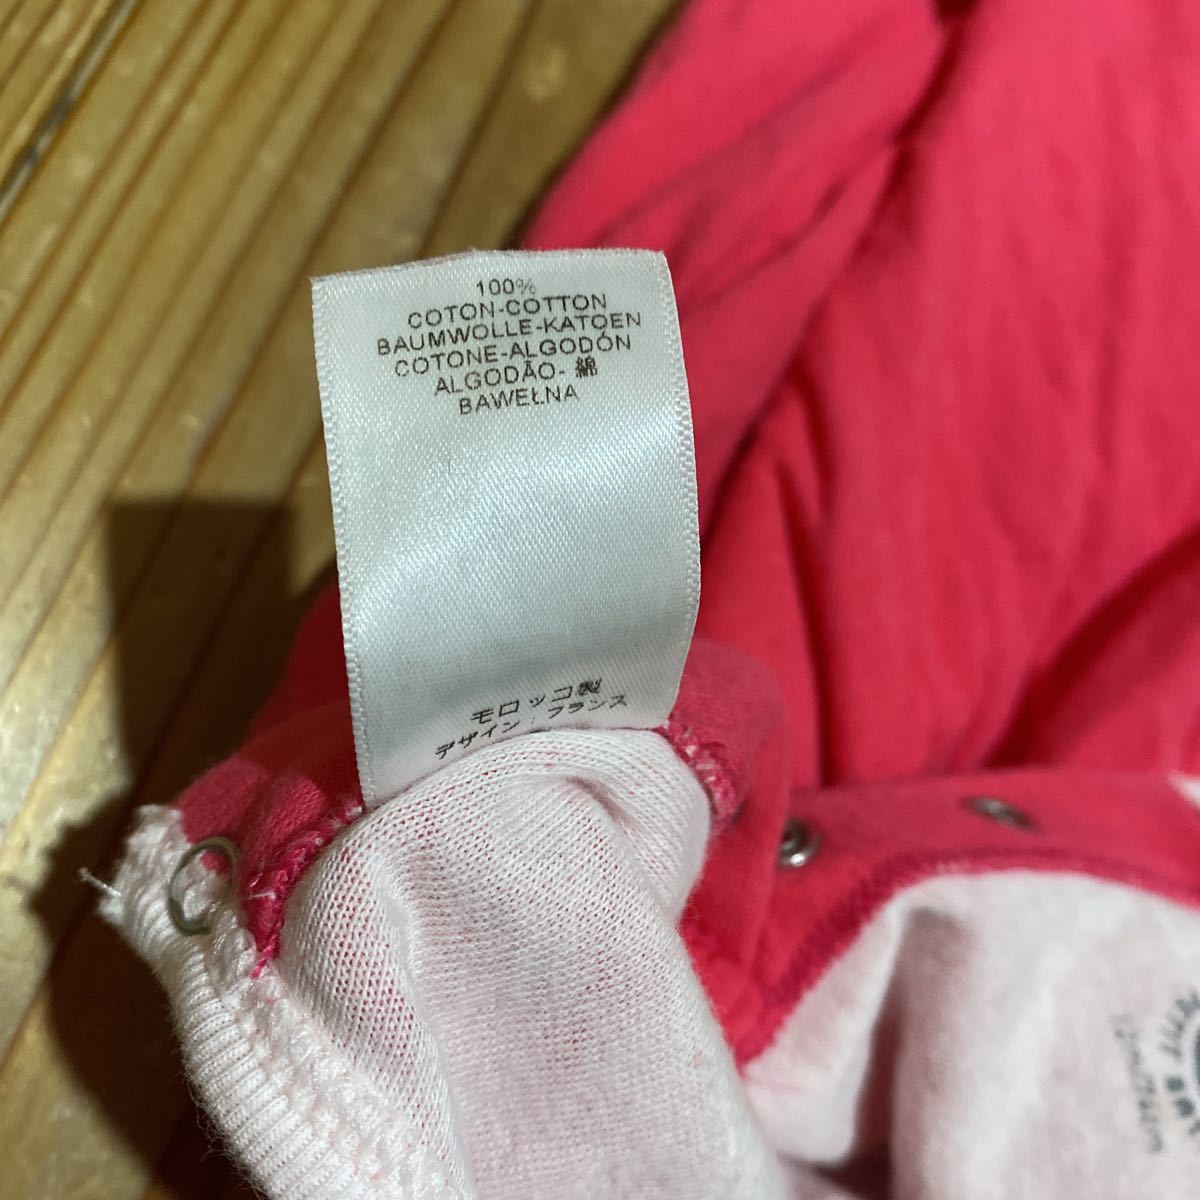 100%
COTON-COTTON
BAUMWOLLE-KATOEN
COTONE-ALGODÓN
ALGODÃO- 綿
BAWEŁNA
モロッコ製
デザイン：フランス